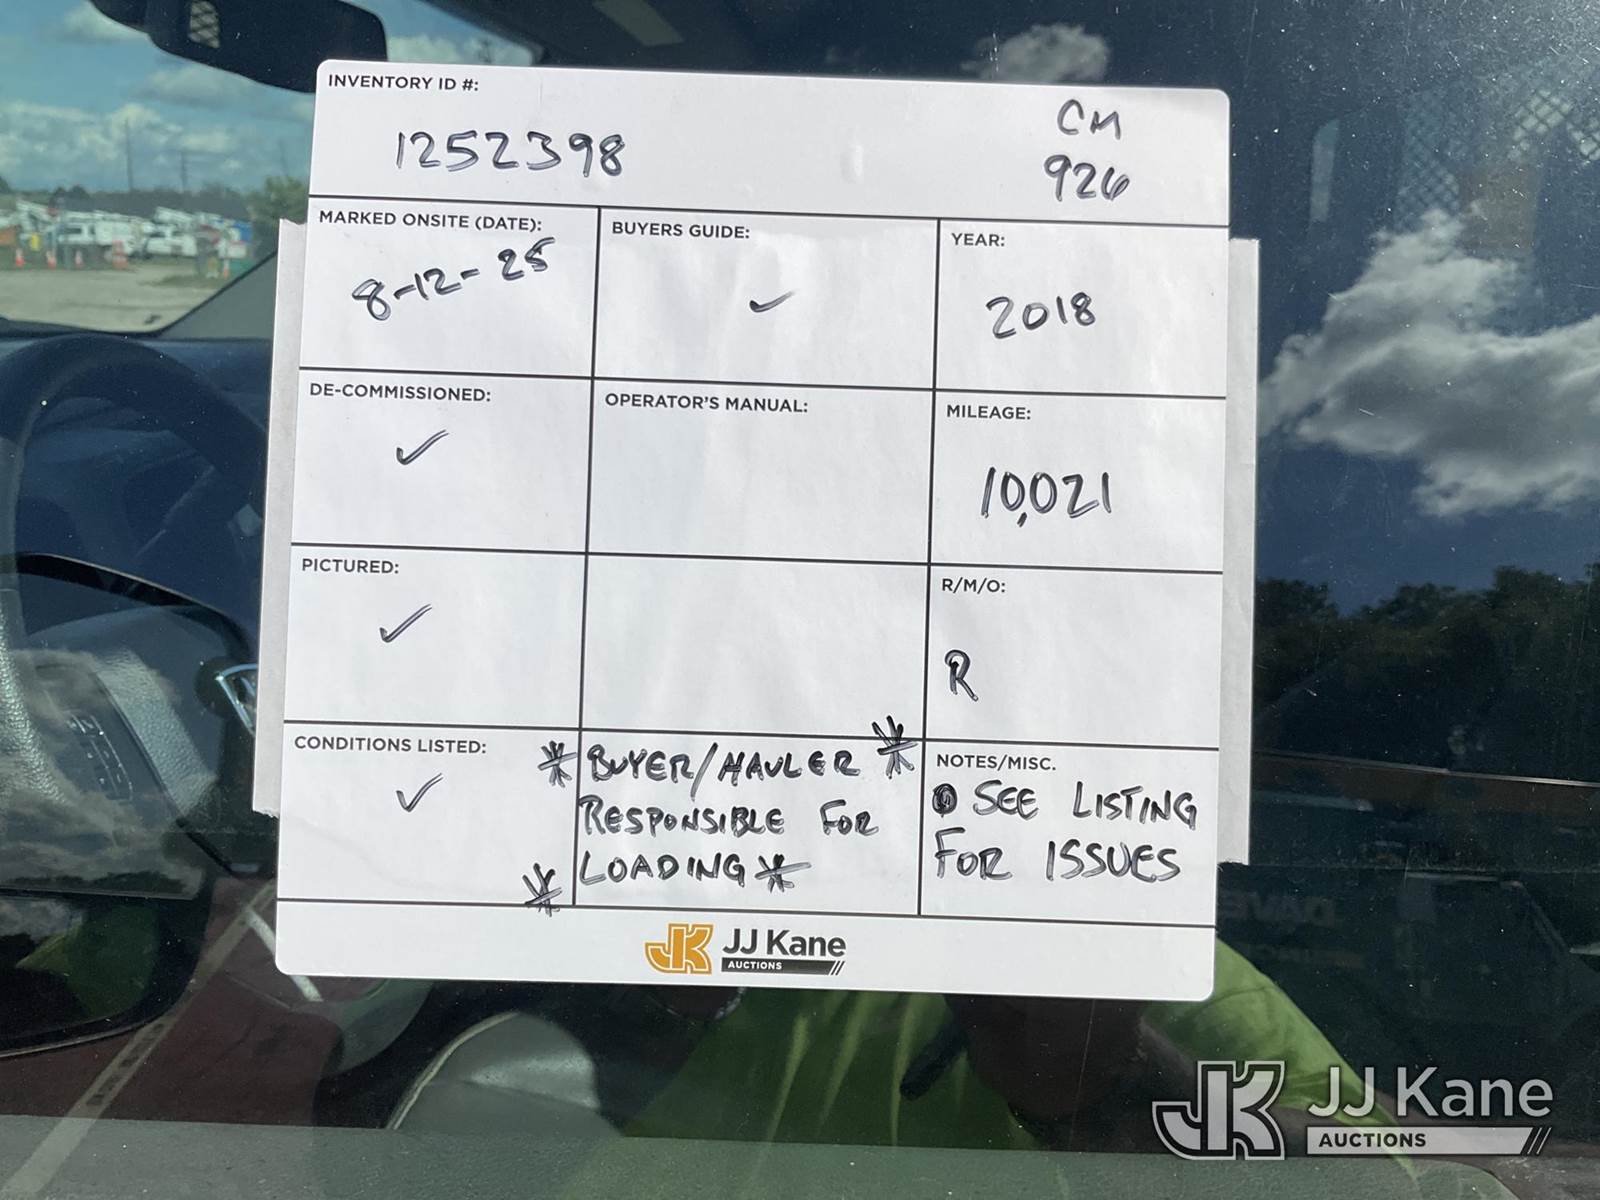 INVENTORY ID #:
1252398
CM
926
MARKED ONSITE (DATE):
8-12-25
BUYERS GUIDE:
✓
YEAR:
2018
DE-COMMISSIONED:
✓
OPERATOR'S MANUAL:
MILEAGE:
10,021
PICTURED:
✓
R/M/O:
R
CONDITIONS LISTED:
✓
* BUYER/HAULER *
RESPONSIBLE FOR
* LOADING *
NOTES/MISC.
• SEE LISTING
FOR ISSUES
JK JJ Kane
AUCTIONS
JK JJ Kane
AUCTIONS